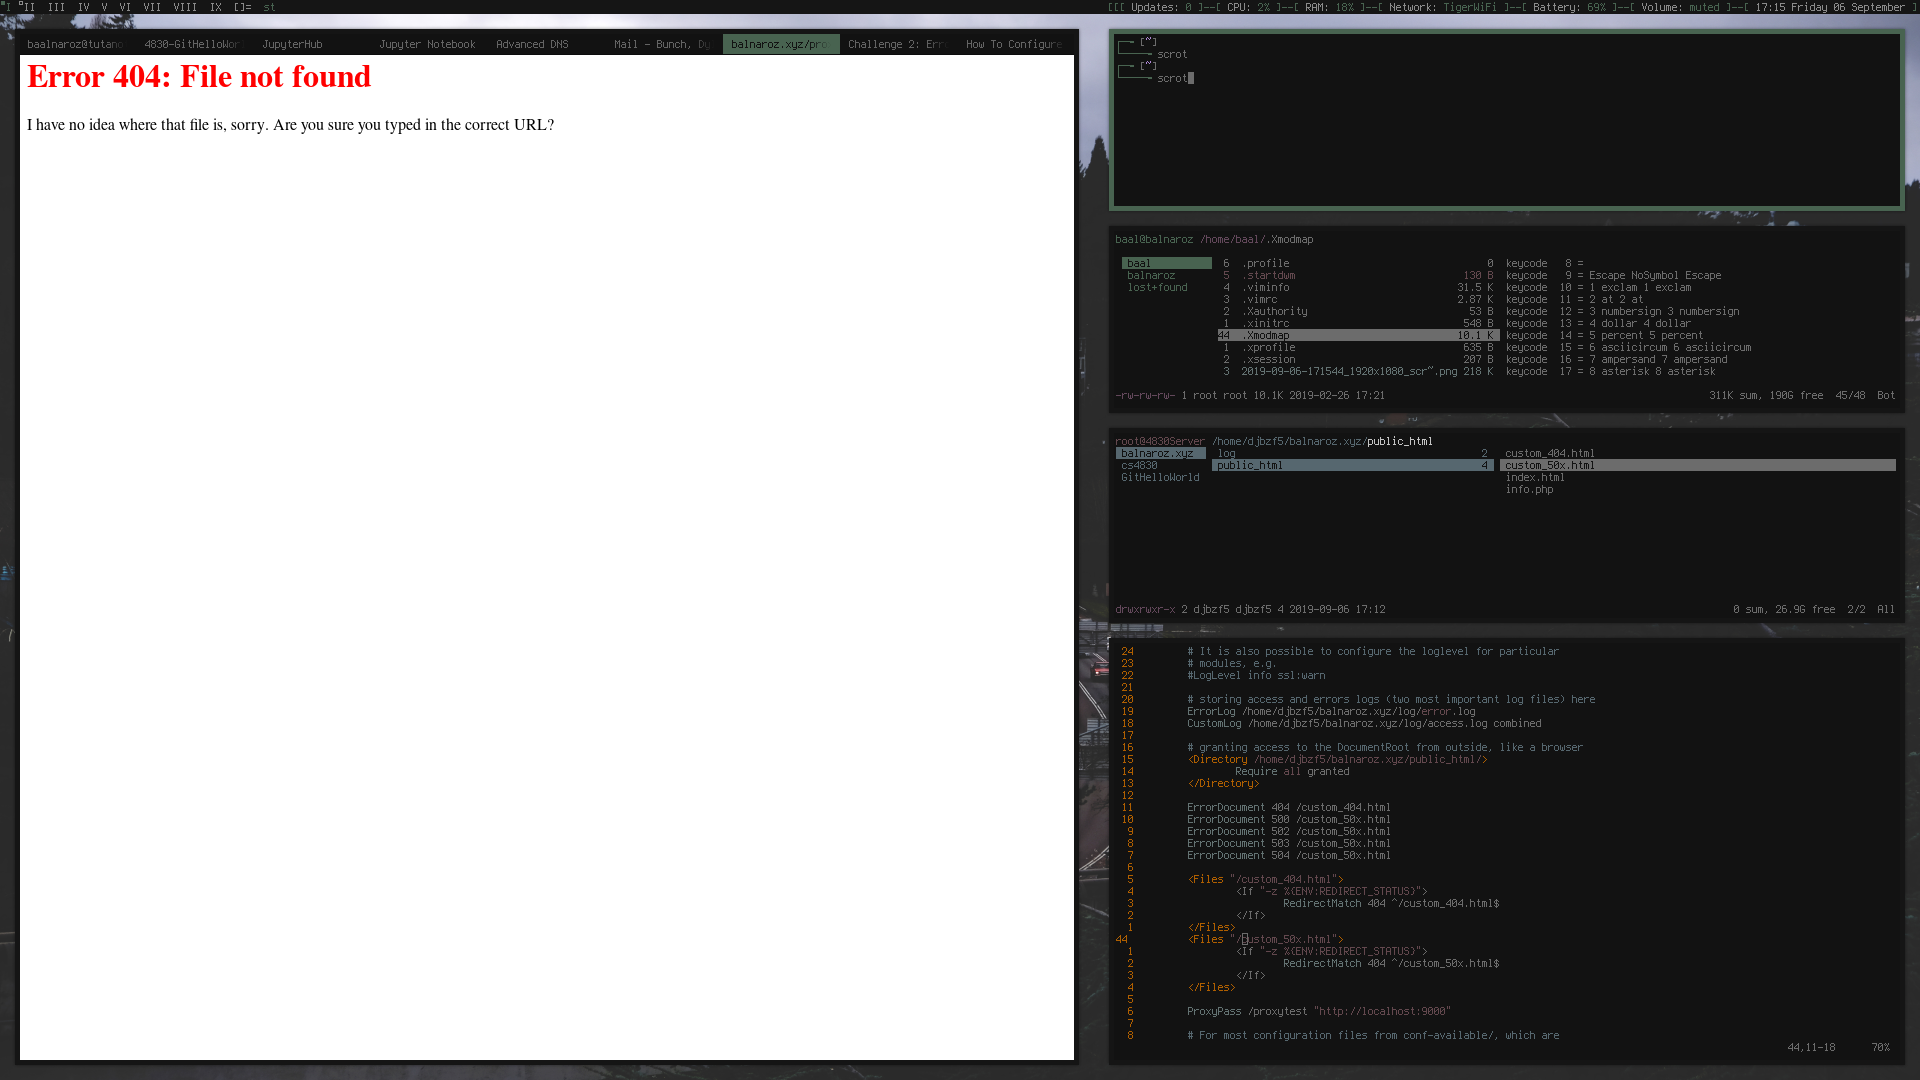 I II III IV V VI VII VIII IX []= st
[[[ Updates: 0 ]--[ CPU: 2% ]--[ RAM: 18% ]--[ Network: TigerWiFi ]--[ Battery: 69% ]--[ Volume: muted ]--[ 17:15 Friday 06 September ]
baalnaroz@tutano 4830-GitHelloWor JupyterHub Jupyter Notebook Advanced DNS Mail - Bunch, Dy balnaroz.xyz/pro Challenge 2: Erro How To Configure
Error 404: File not found
I have no idea where that file is, sorry. Are you sure you typed in the correct URL?
[~]
scrot
[~]
scrot
baal@balnaroz /home/baal/.Xmodmap
baal 6 .profile 0 keycode 8 =
balnaroz 5 .startdwm 130 B keycode 9 = Escape NoSymbol Escape
lost+found 4 .viminfo 31.5 K keycode 10 = 1 exclam 1 exclam
3 .vimrc 2.87 K keycode 11 = 2 at 2 at
2 .Xauthority 53 B keycode 12 = 3 numbersign 3 numbersign
1 .xinitrc 548 B keycode 13 = 4 dollar 4 dollar
44 .Xmodmap 10.1 K keycode 14 = 5 percent 5 percent
1 .xprofile 635 B keycode 15 = 6 asciicircum 6 asciicircum
2 .xsession 207 B keycode 16 = 7 ampersand 7 ampersand
3 2019-09-06-171544_1920x1080_scr~.png 218 K keycode 17 = 8 asterisk 8 asterisk
-rw-rw-rw- 1 root root 10.1K 2019-02-26 17:21 311K sum, 190G free 45/48 Bot
root@4830Server /home/djbzf5/balnaroz.xyz/public_html
balnaroz.xyz log 2 custom_404.html
cs4830 public_html 4 custom_50x.html
GitHelloWorld index.html
info.php
drwxrwxr-x 2 djbzf5 djbzf5 4 2019-09-06 17:12 0 sum, 26.9G free 2/2 All
24 # It is also possible to configure the loglevel for particular
23 # modules, e.g.
22 #LogLevel info ssl:warn
21
20 # storing access and errors logs (two most important log files) here
19 ErrorLog /home/djbzf5/balnaroz.xyz/log/error.log
18 CustomLog /home/djbzf5/balnaroz.xyz/log/access.log combined
17
16 # granting access to the DocumentRoot from outside, like a browser
15 <Directory /home/djbzf5/balnaroz.xyz/public_html/>
14 Require all granted
13 </Directory>
12
11 ErrorDocument 404 /custom_404.html
10 ErrorDocument 500 /custom_50x.html
9 ErrorDocument 502 /custom_50x.html
8 ErrorDocument 503 /custom_50x.html
7 ErrorDocument 504 /custom_50x.html
6
5 <Files "/custom_404.html">
4 <If "-z %{ENV:REDIRECT_STATUS}">
3 RedirectMatch 404 ^/custom_404.html$
2 </If>
1 </Files>
44 <Files "/custom_50x.html">
1 <If "-z %{ENV:REDIRECT_STATUS}">
2 RedirectMatch 404 ^/custom_50x.html$
3 </If>
4 </Files>
5
6 ProxyPass /proxytest "http://localhost:9000"
7
8 # For most configuration files from conf-available/, which are
44,11-18 70%